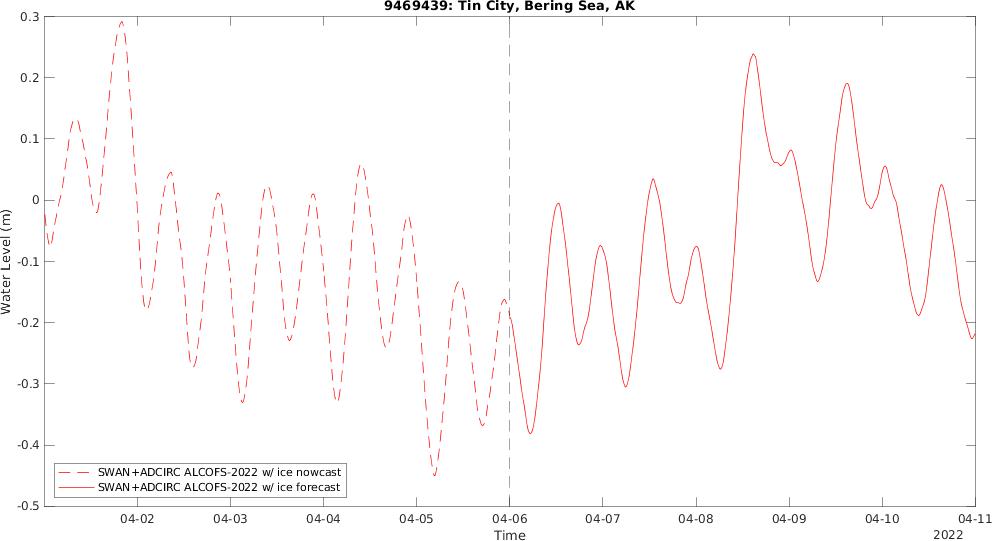 9469439: Tin City, Bering Sea, AK
0.3
0.2
0.1
0
-0.1
-0.2
-0.3
-0.4
-0.5
Water Level (m)
SWAN+ADCIRC ALCOFS-2022 w/ ice nowcast
SWAN+ADCIRC ALCOFS-2022 w/ ice forecast
04-02 04-03 04-04 04-05 04-06 04-07 04-08 04-09 04-10 04-11
Time
2022